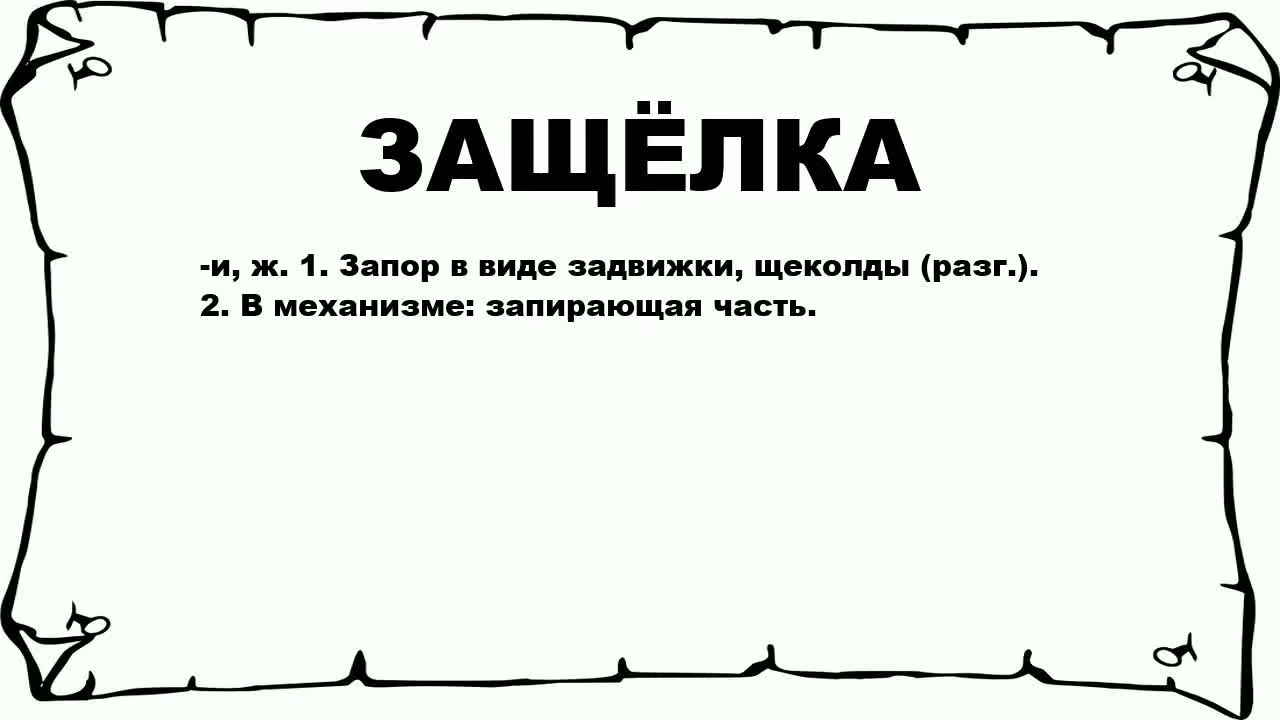 ЗАЩЁЛКА
-и, ж. 1. Запор в виде задвижки, щеколды (разг.).
2. В механизме: запирающая часть.